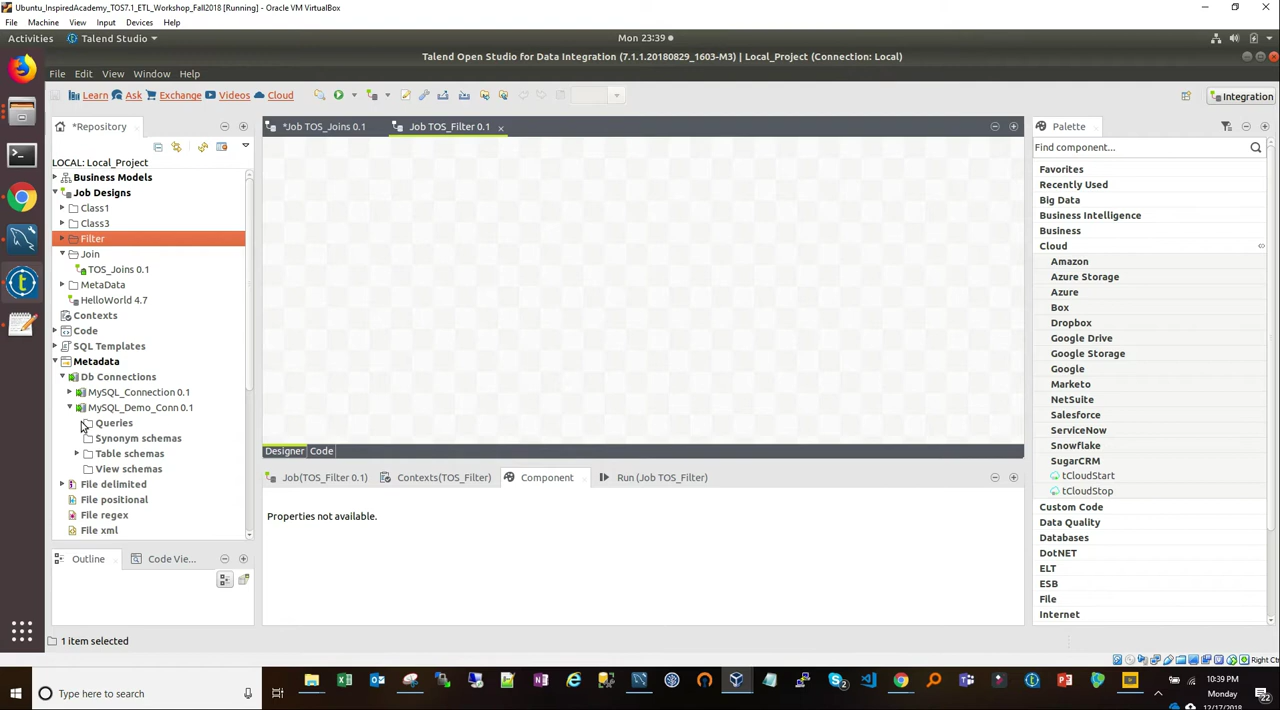 Ubuntu_InspiredAcademy_TOS7.1_ETL_Workshop_Fall2018 [Running] - Oracle VM VirtualBox
File Machine View Input Devices Help
Activities Talend Studio Mon 23:39
Talend Open Studio for Data Integration (7.1.1.20180829_1603-M3) | Local_Project (Connection: Local)
File Edit View Window Help
Learn Ask Exchange Videos Cloud Integration
*Repository *Job TOS_Joins 0.1 Job TOS_Filter 0.1 Palette
Find component...
LOCAL: Local_Project
Business Models
Job Designs
Class1
Class3
Filter
Join
TOS_Joins 0.1
MetaData
HelloWorld 4.7
Contexts
Code
SQL Templates
Metadata
Db Connections
MySQL_Connection 0.1
MySQL_Demo_Conn 0.1
Queries
Synonym schemas
Table schemas
View schemas
File delimited
File positional
File regex
File xml
Outline Code Vie...
1 item selected
Designer Code
Job(TOS_Filter 0.1) Contexts(TOS_Filter) Component Run (Job TOS_Filter)
Properties not available.
Favorites
Recently Used
Big Data
Business Intelligence
Business
Cloud
Amazon
Azure Storage
Azure
Box
Dropbox
Google Drive
Google Storage
Google
Marketo
NetSuite
Salesforce
ServiceNow
Snowflake
SugarCRM
tCloudStart
tCloudStop
Custom Code
Data Quality
Databases
DotNET
ELT
ESB
File
Internet
Right Ctrl
Type here to search
10:39 PM
Monday
12/17/2018
22